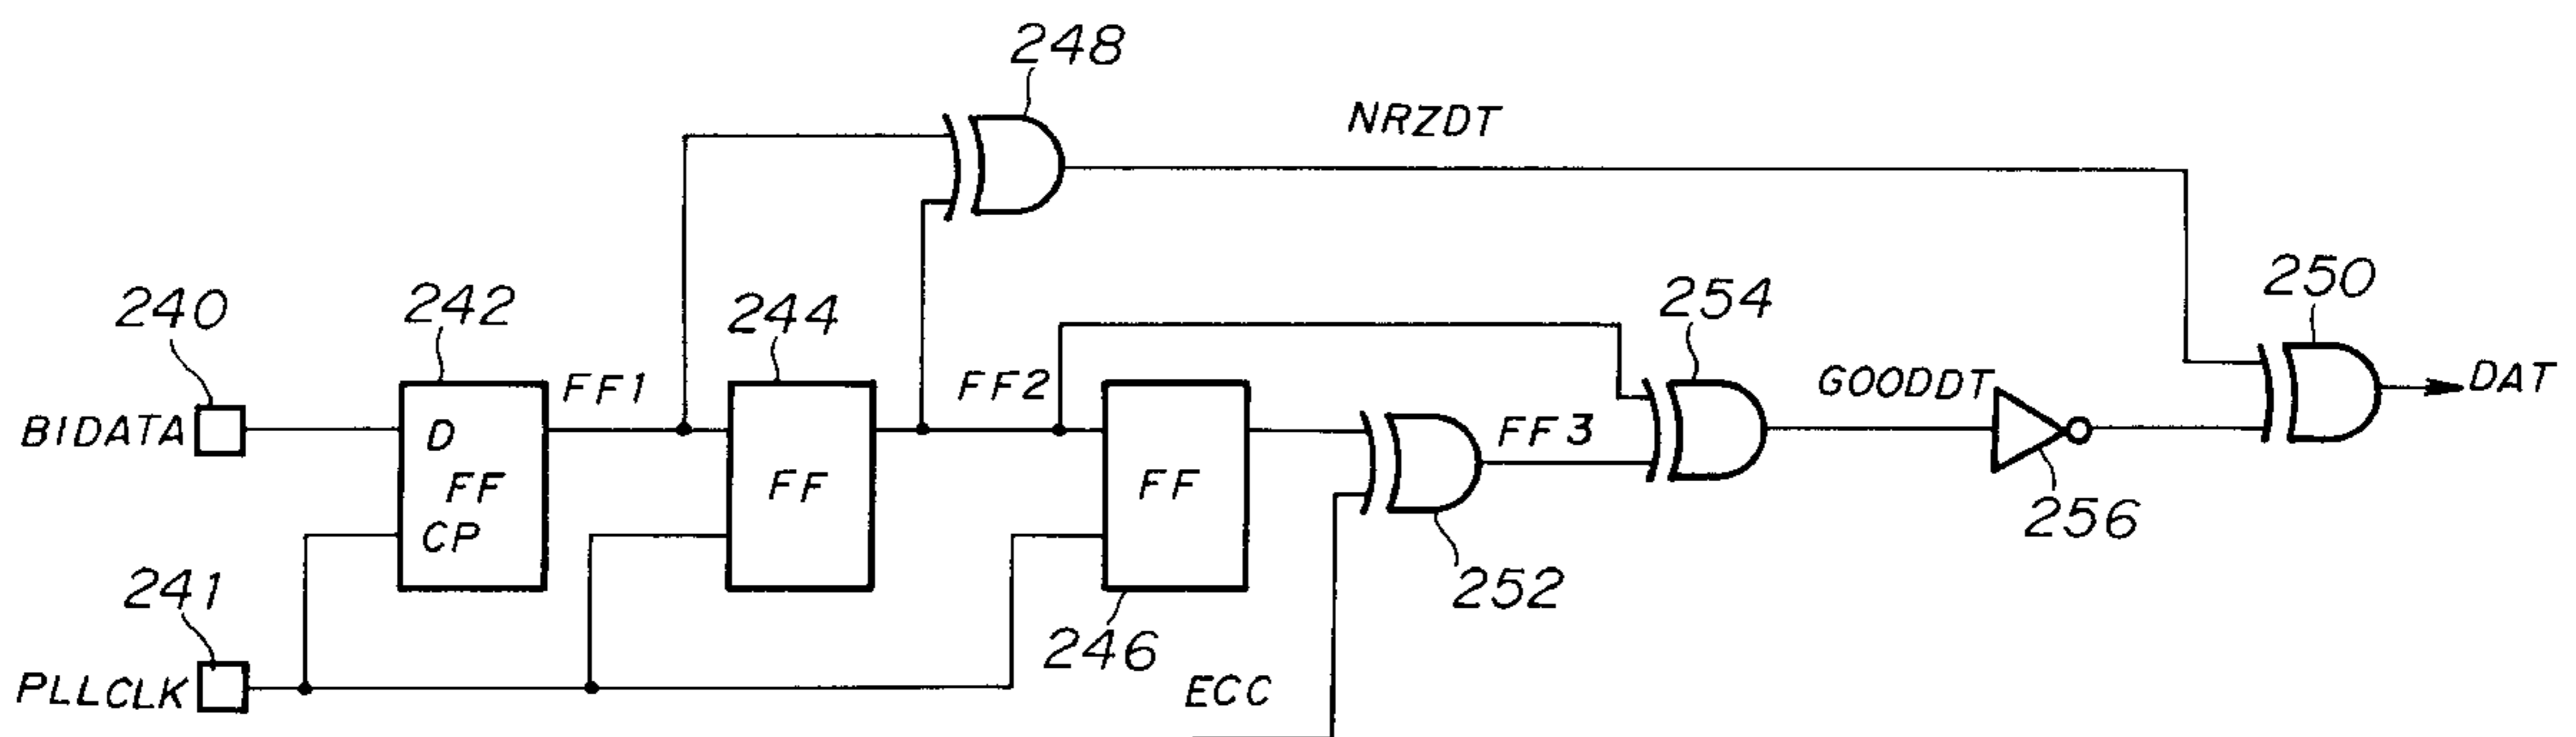 248
NRZDT
240
242
244
254
250
BIDATA
D
FF
CP
FF1
FF
FF2
FF
FF3
GOODDT
DAT
241
PLLCLK
246
252
256
ECC